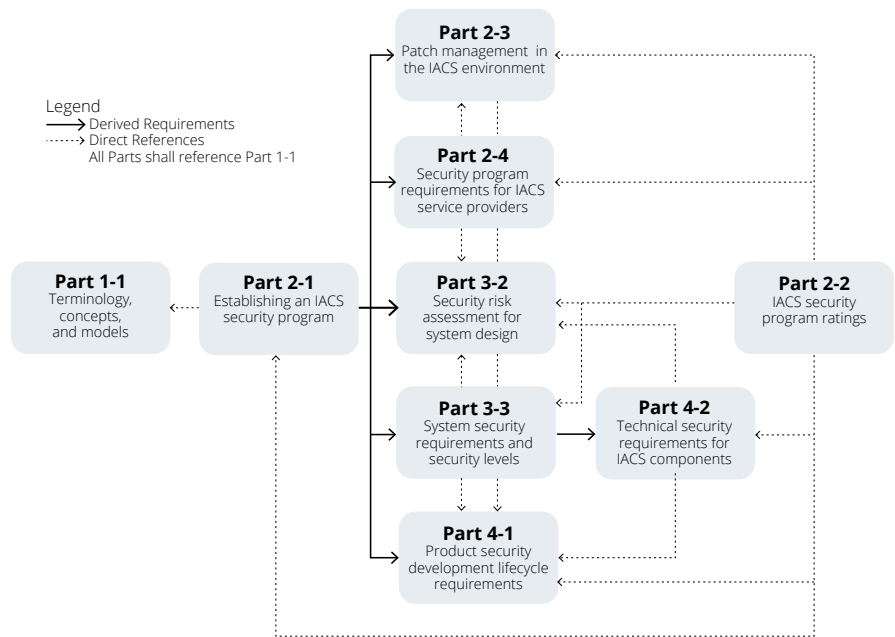 Part 2-3
Patch management in
the IACS environment
Legend
Derived Requirements
Direct References
All Parts shall reference Part 1-1
Part 2-4
Security program
requirements for IACS
service providers
Part 1-1
Terminology,
concepts,
and models
Part 2-1
Establishing an IACS
security program
Part 3-2
Security risk
assessment for
system design
Part 2-2
IACS security
program ratings
Part 3-3
System security
requirements and
security levels
Part 4-2
Technical security
requirements for
IACS components
Part 4-1
Product security
development lifecycle
requirements